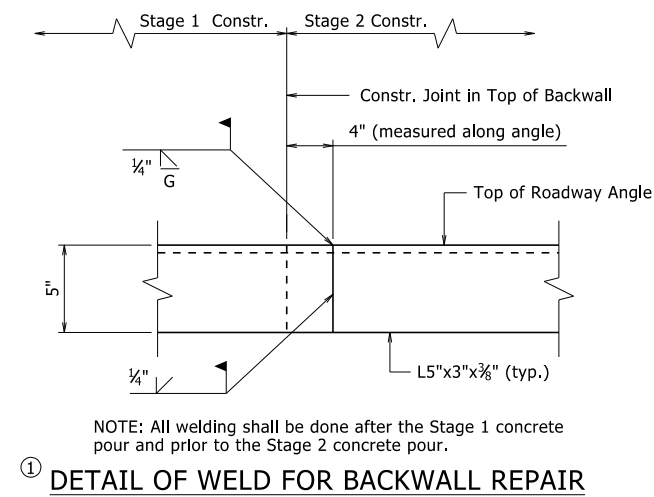 Stage 1 Constr.
Stage 2 Constr.
Constr. Joint in Top of Backwall
4" (measured along angle)
¼"
G
Top of Roadway Angle
5"
¼"
L5"x3"x⅜" (typ.)
NOTE: All welding shall be done after the Stage 1 concrete
pour and prior to the Stage 2 concrete pour.
① DETAIL OF WELD FOR BACKWALL REPAIR